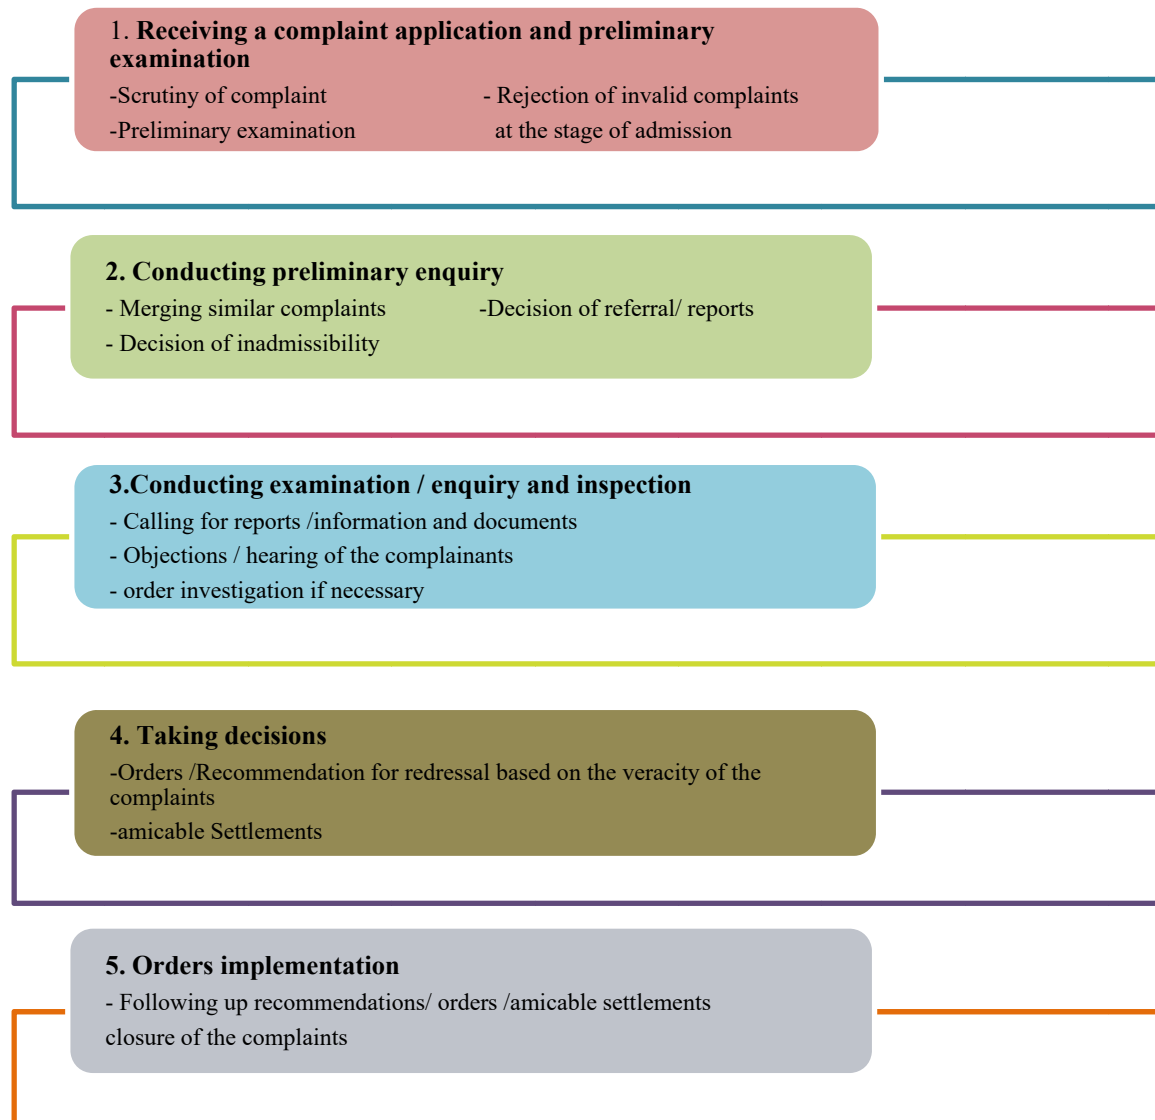 1. Receiving a complaint application and preliminary
examination
-Scrutiny of complaint - Rejection of invalid complaints
-Preliminary examination at the stage of admission
2. Conducting preliminary enquiry
- Merging similar complaints -Decision of referral/ reports
- Decision of inadmissibility
3.Conducting examination / enquiry and inspection
- Calling for reports /information and documents
- Objections / hearing of the complainants
- order investigation if necessary
4. Taking decisions
-Orders /Recommendation for redressal based on the veracity of the
complaints
-amicable Settlements
5. Orders implementation
- Following up recommendations/ orders /amicable settlements
closure of the complaints